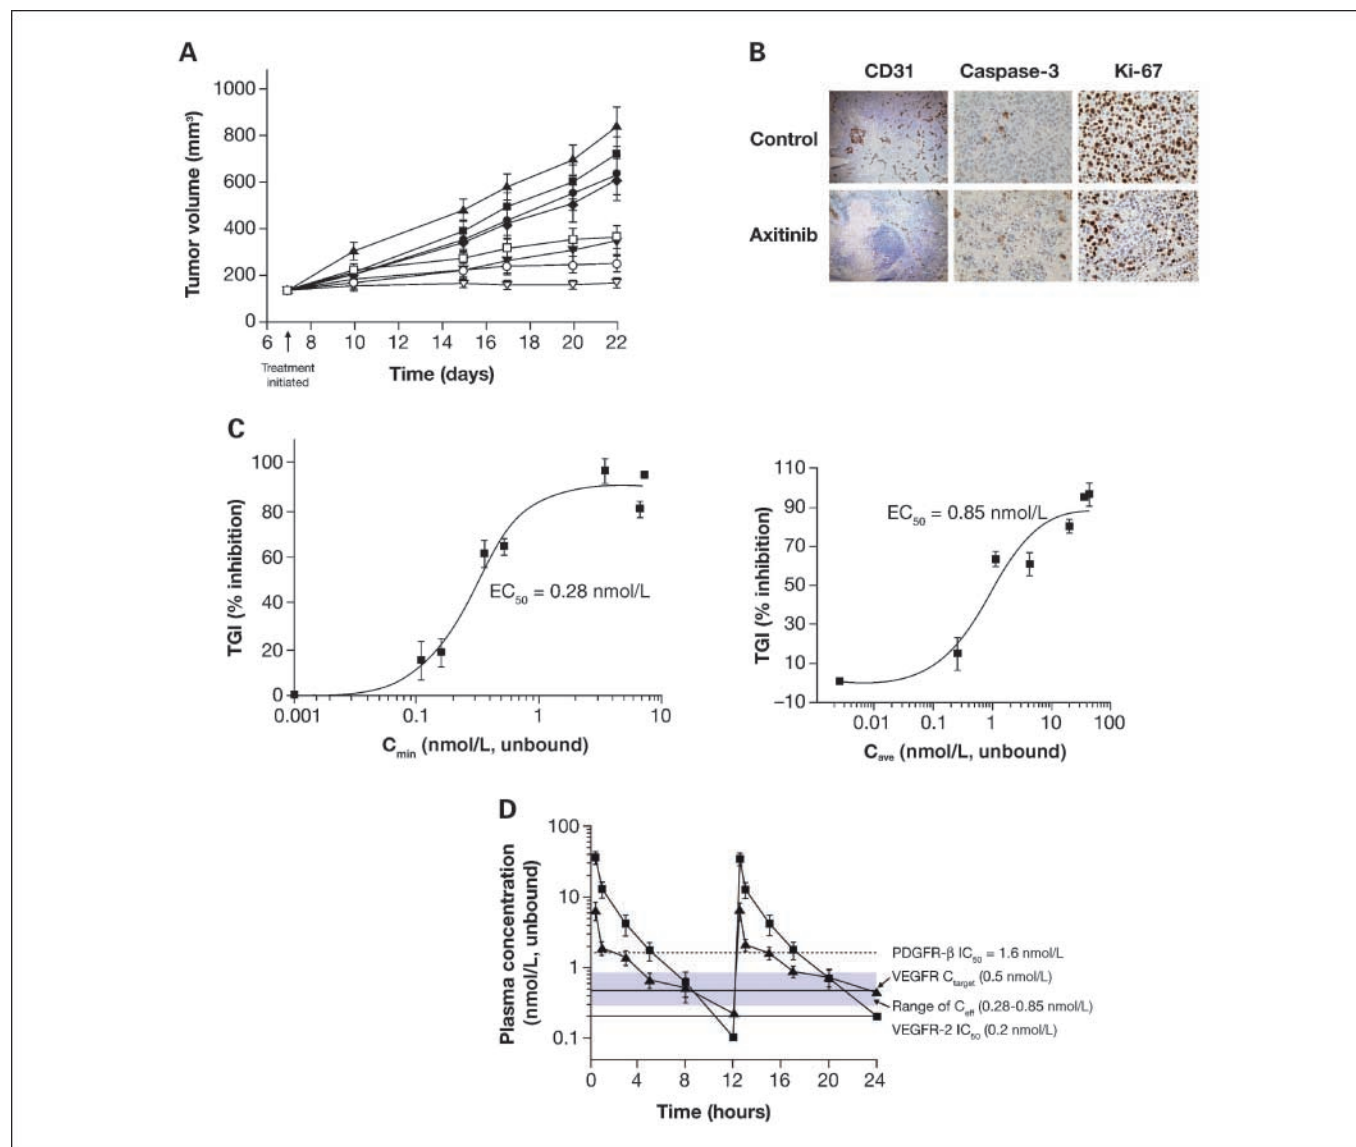 A
Tumor volume (mm³)
1000
800
600
400
200
0
6 8 10 12 14 16 18 20 22
Treatment
initiated
Time (days)
B
CD31 Caspase-3 Ki-67
Control
Axitinib
C
TGI (% inhibition)
100
80
60
40
20
0
EC₅₀ = 0.28 nmol/L
0.001 0.1 1 10
Cₘᵢₙ (nmol/L, unbound)
TGI (% inhibition)
110
90
70
50
30
10
−10
EC₅₀ = 0.85 nmol/L
0.01 0.1 1 10 100
Cave (nmol/L, unbound)
D
Plasma concentration
(nmol/L, unbound)
100
10
1
0.1
PDGFR-β IC₅₀ = 1.6 nmol/L
VEGFR Ctarget (0.5 nmol/L)
Range of Ceff (0.28-0.85 nmol/L)
VEGFR-2 IC₅₀ (0.2 nmol/L)
0 4 8 12 16 20 24
Time (hours)